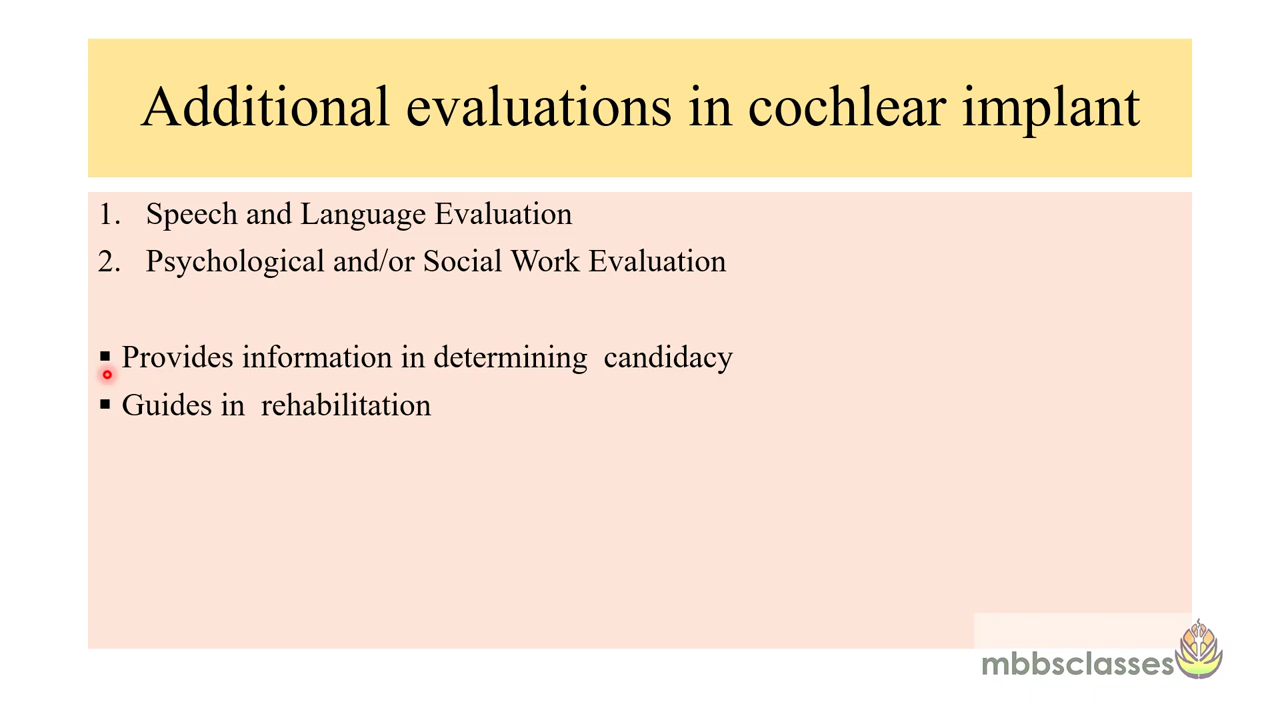 Additional evaluations in cochlear implant
1. Speech and Language Evaluation
2. Psychological and/or Social Work Evaluation
▪ Provides information in determining  candidacy
▪ Guides in  rehabilitation
mbbsclasses